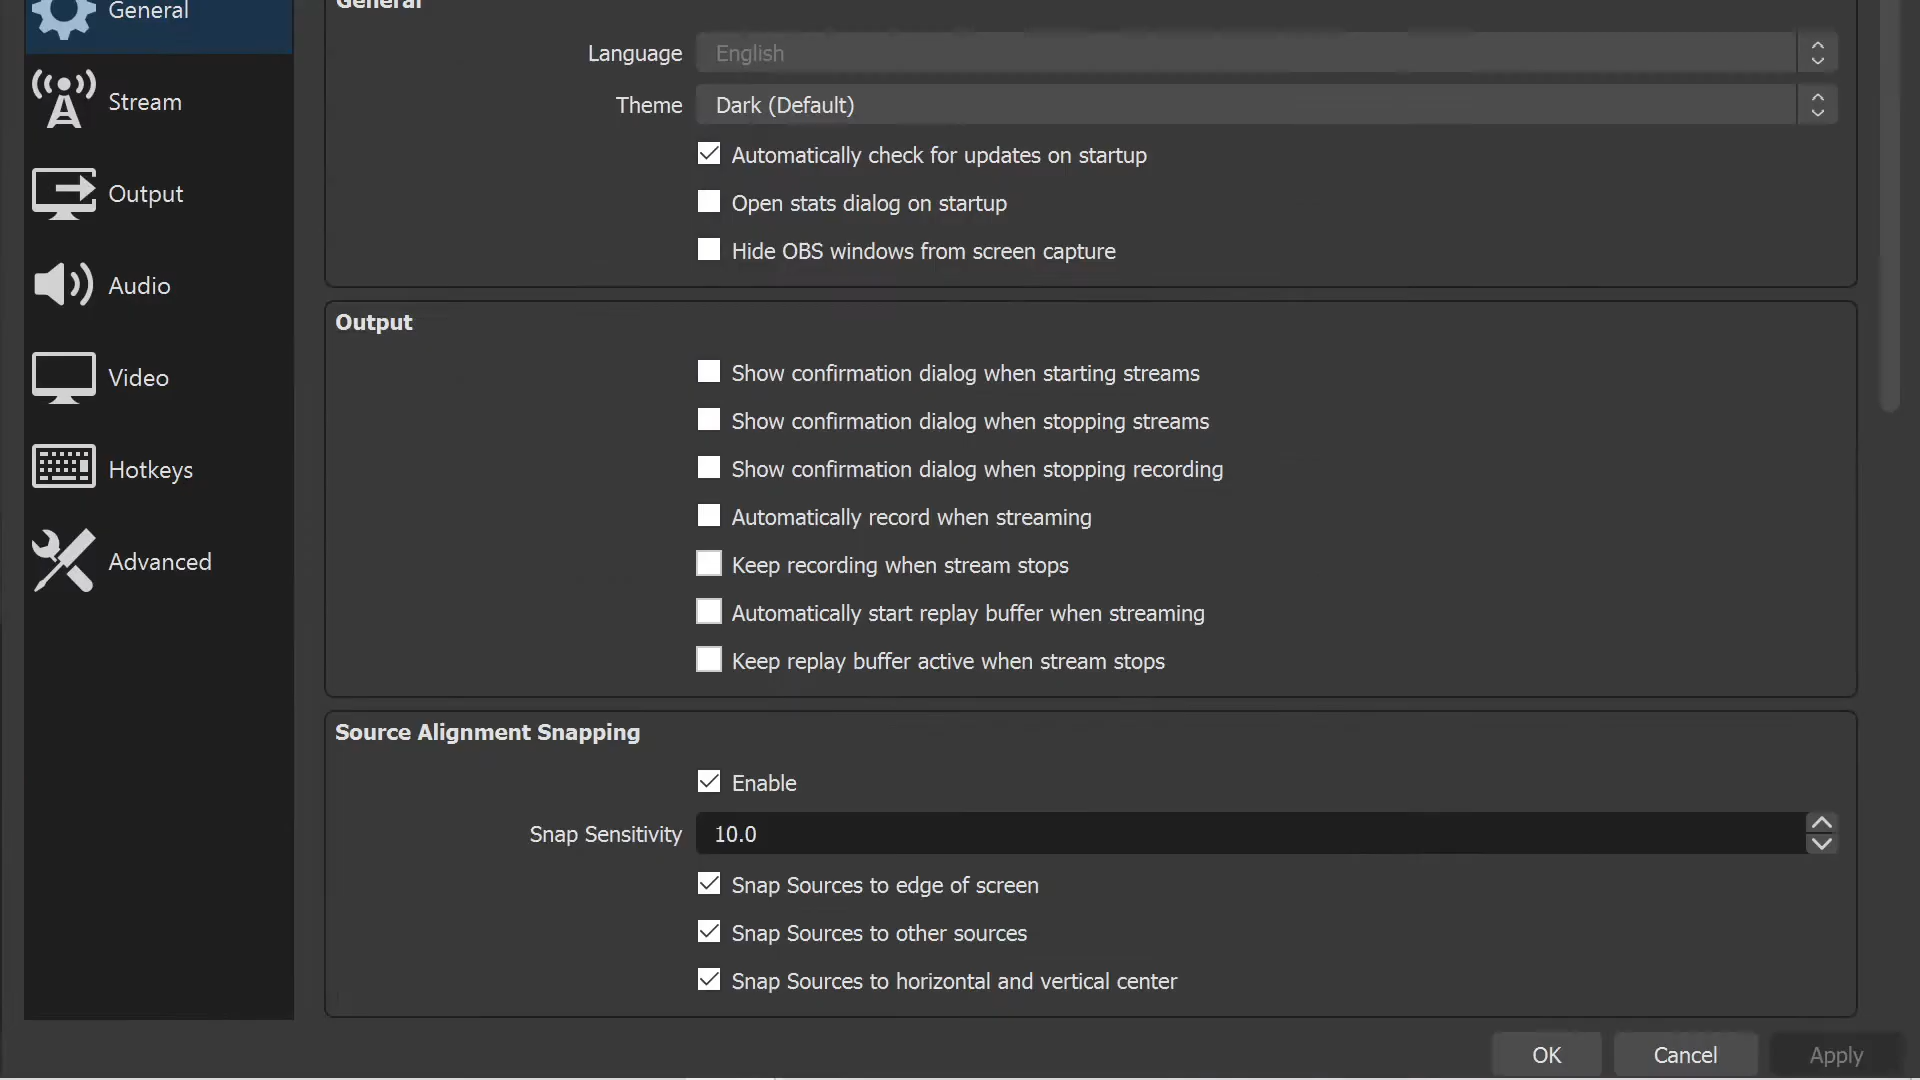 General
Stream
Output
Audio
Video
Hotkeys
Advanced
General
Language English
Theme Dark (Default)
Automatically check for updates on startup
Open stats dialog on startup
Hide OBS windows from screen capture
Output
Show confirmation dialog when starting streams
Show confirmation dialog when stopping streams
Show confirmation dialog when stopping recording
Automatically record when streaming
Keep recording when stream stops
Automatically start replay buffer when streaming
Keep replay buffer active when stream stops
Source Alignment Snapping
Enable
Snap Sensitivity 10.0
Snap Sources to edge of screen
Snap Sources to other sources
Snap Sources to horizontal and vertical center
OK Cancel Apply